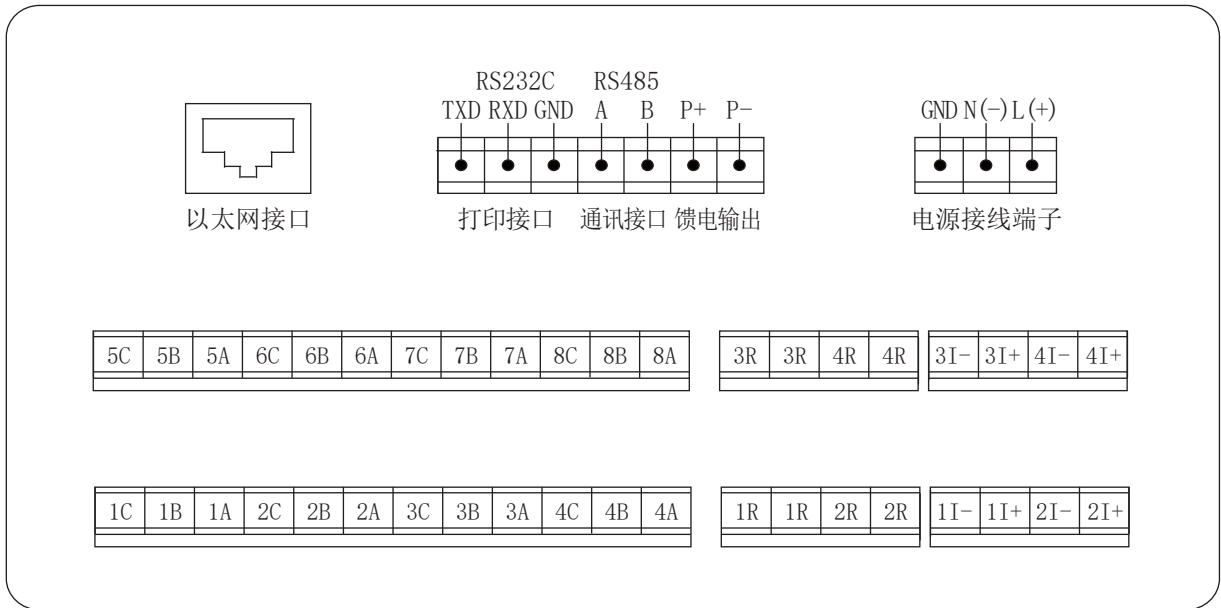 RS232C RS485
TXD RXD GND A B P+ P- GND N(-) L(+)
以太网接口 打印接口 通讯接口 馈电输出 电源接线端子
5C 5B 5A 6C 6B 6A 7C 7B 7A 8C 8B 8A 3R 3R 4R 4R 3I- 3I+ 4I- 4I+
1C 1B 1A 2C 2B 2A 3C 3B 3A 4C 4B 4A 1R 1R 2R 2R 1I- 1I+ 2I- 2I+